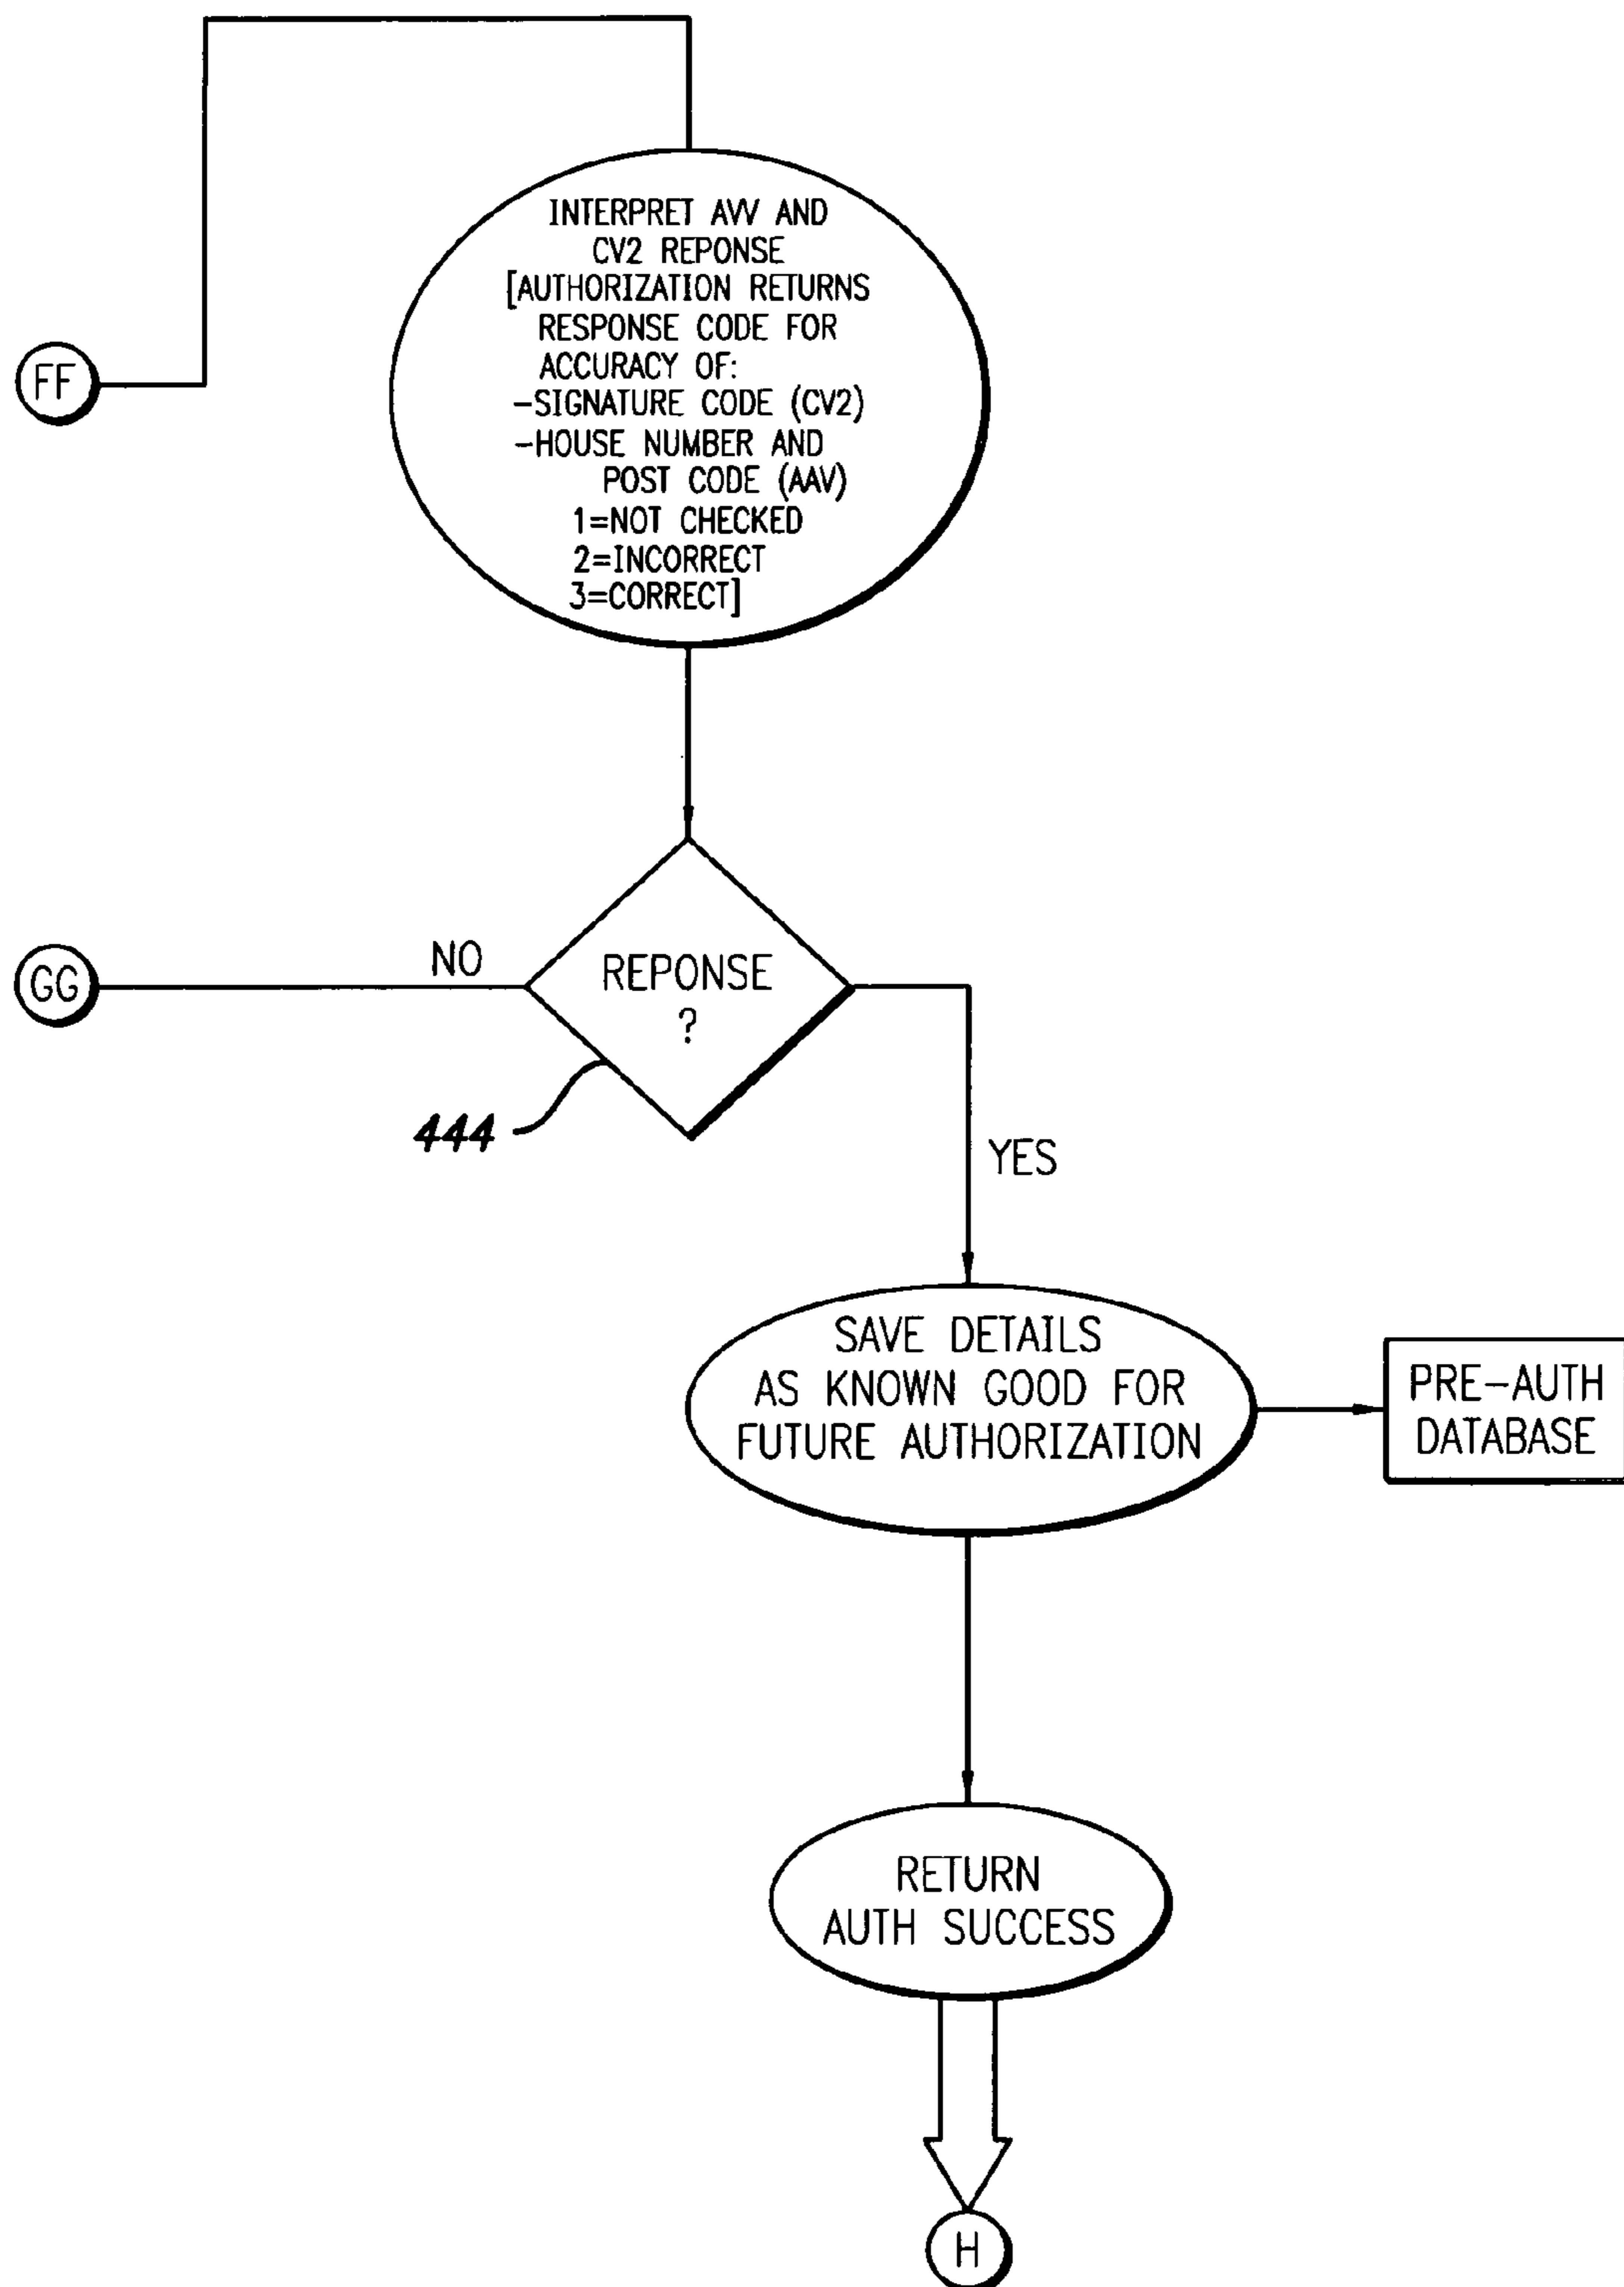 INTERPRET AVV AND
CV2 REPONSE
[AUTHORIZATION RETURNS
RESPONSE CODE FOR
ACCURACY OF:
-SIGNATURE CODE (CV2)
-HOUSE NUMBER AND
POST CODE (AAV)
1=NOT CHECKED
2=INCORRECT
3=CORRECT]
FF
GG
NO
REPONSE
?
444
YES
SAVE DETAILS
AS KNOWN GOOD FOR
FUTURE AUTHORIZATION
PRE-AUTH
DATABASE
RETURN
AUTH SUCCESS
H